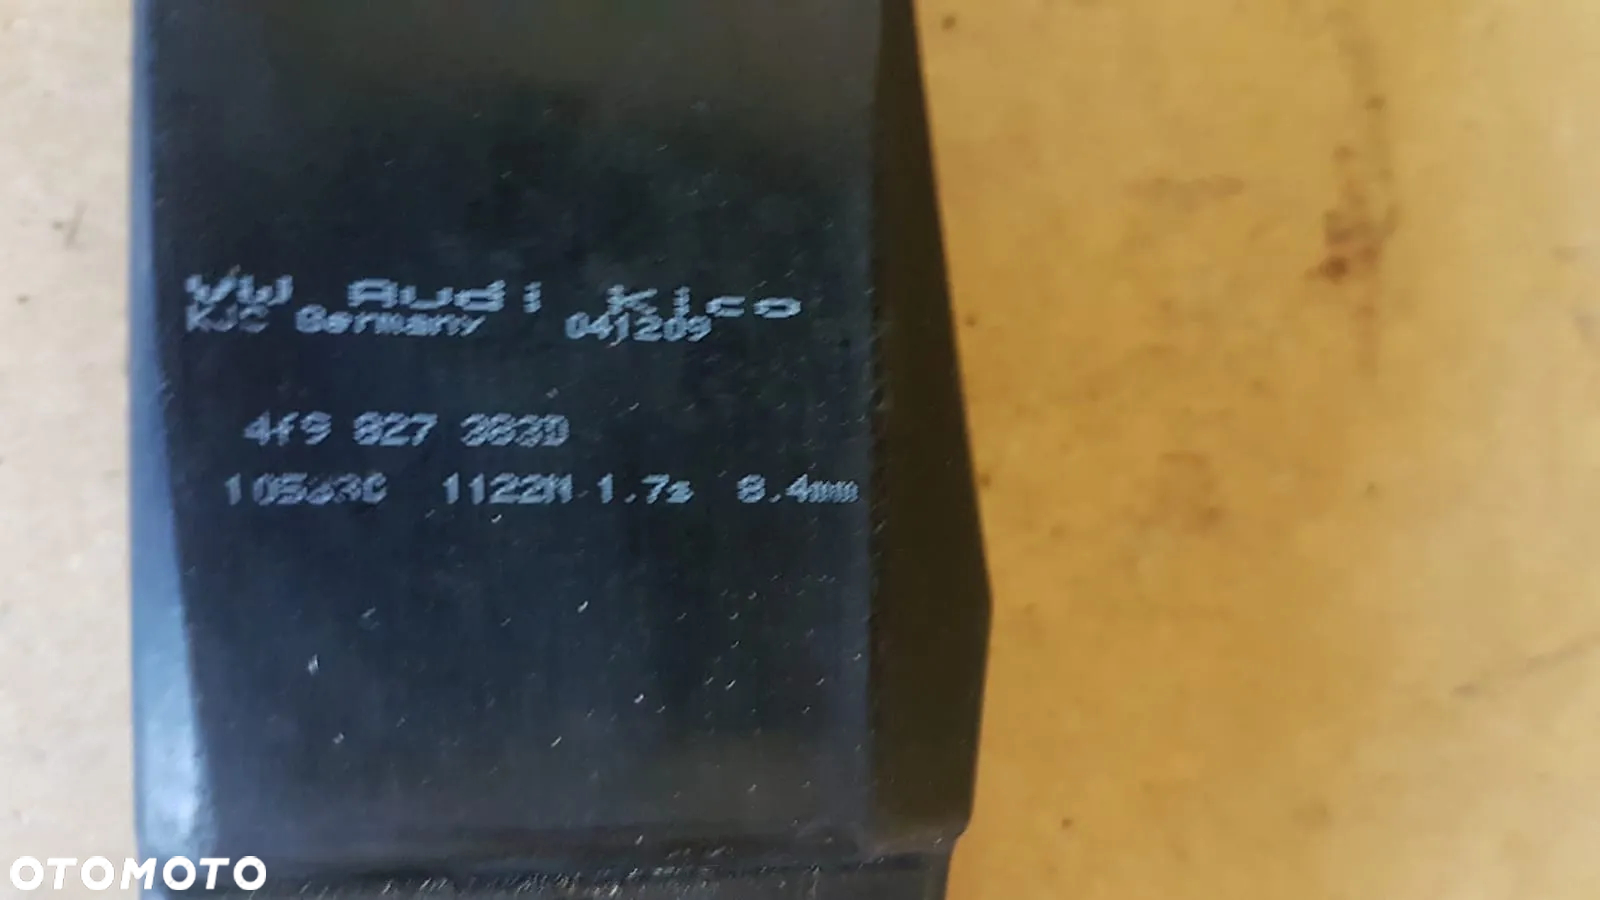 VW Audi Kico
KJC Germany 041209
4f9 827 383D
1122N 1.7s 8.4mm
OTOMOTO